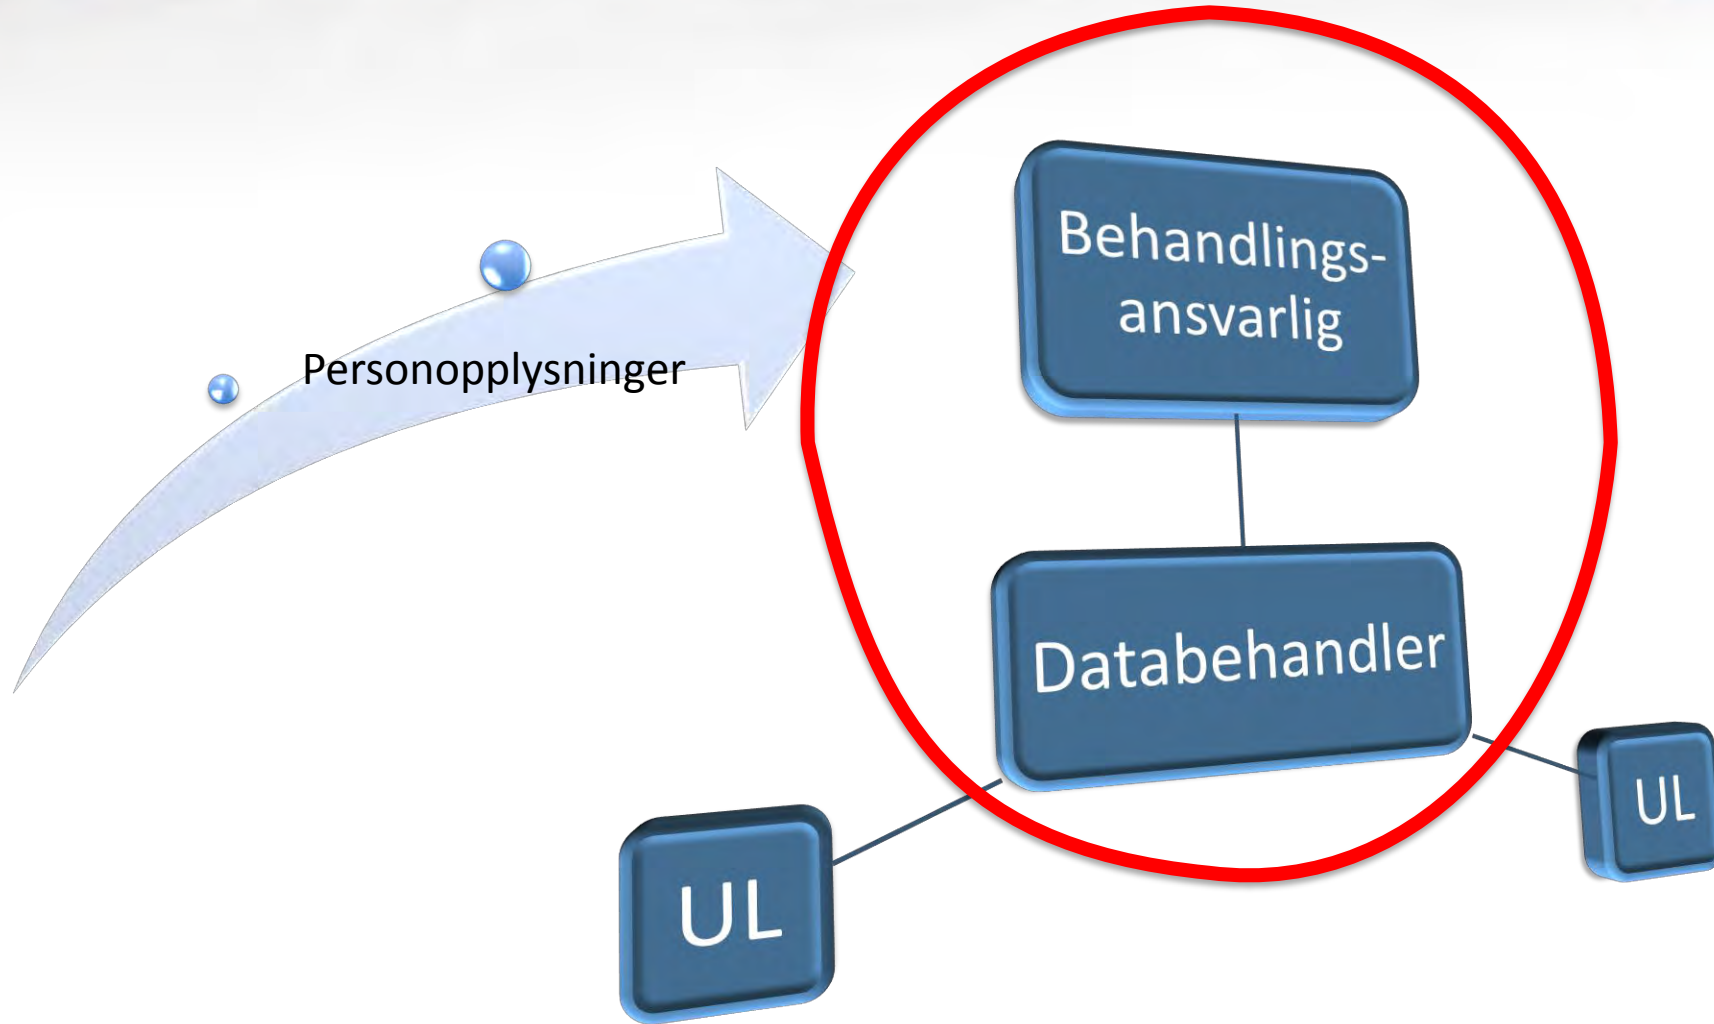 Behandlings-
ansvarlig
Personopplysninger
Databehandler
UL
UL